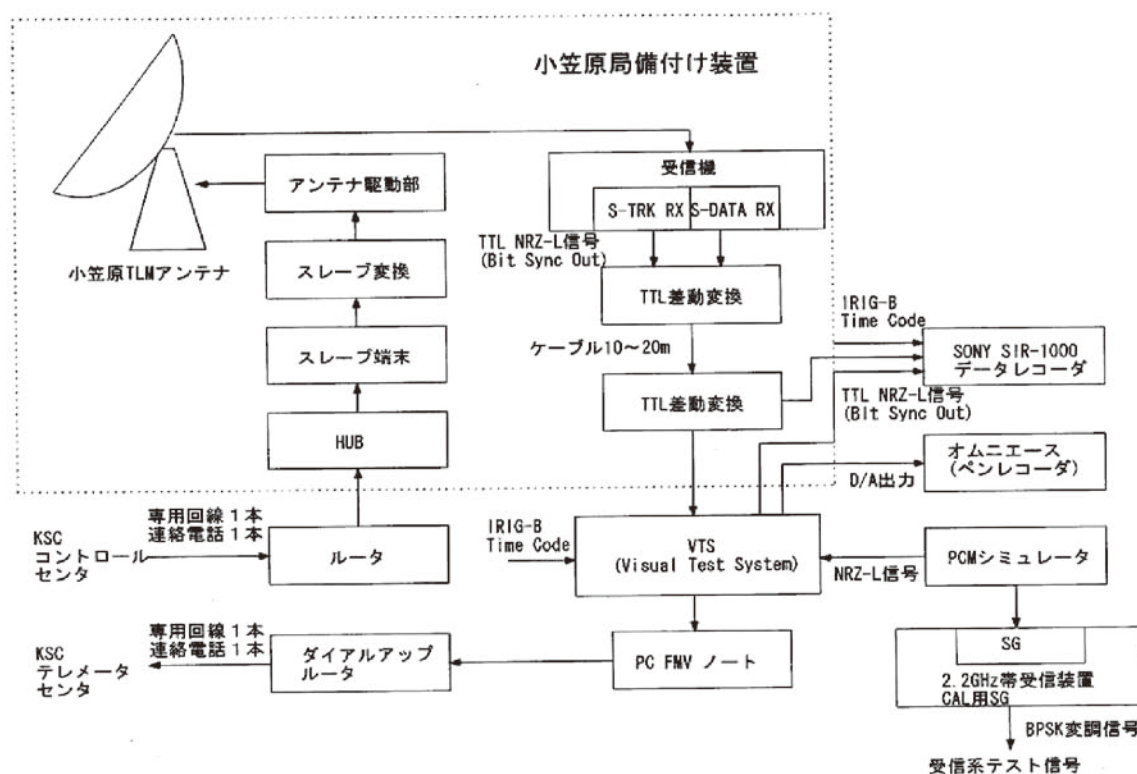 小笠原局備付け装置
受信機
S-TRK RX
S-DATA RX
アンテナ駆動部
TTL NRZ-L信号
(Bit Sync Out)
小笠原TLMアンテナ
スレーブ変換
TTL差動変換
IRIG-B
Time Code
ケーブル10～20m
スレーブ端末
SONY SIR-1000
データレコーダ
TTL差動変換
TTL NRZ-L信号
(Bit Sync Out)
HUB
オムニエース
(ペンレコーダ)
D/A出力
専用回線１本
連絡電話１本
KSC
コントロール
センタ
ルータ
IRIG-B
Time Code
VTS
(Visual Test System)
NRZ-L信号
PCMシミュレータ
専用回線１本
連絡電話１本
KSC
テレメータ
センタ
ダイアルアップ
ルータ
PC FMV ノート
SG
2.2GHz帯受信装置
CAL用SG
BPSK変調信号
受信系テスト信号